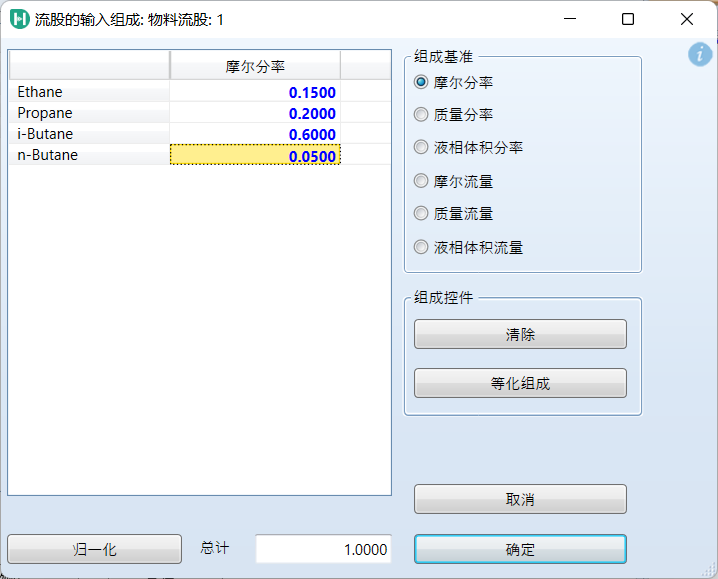 流股的输入组成: 物料流股: 1
摩尔分率
Ethane 0.1500
Propane 0.2000
i-Butane 0.6000
n-Butane 0.0500
组成基准
摩尔分率
质量分率
液相体积分率
摩尔流量
质量流量
液相体积流量
组成控件
清除
等化组成
取消
归一化 总计 1.0000 确定